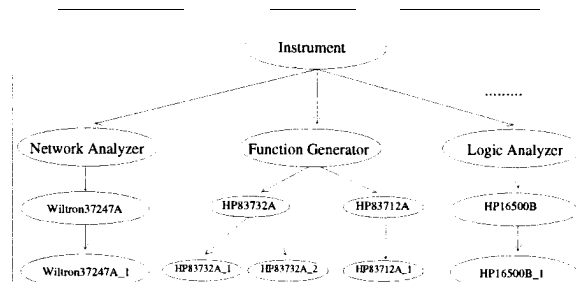 Instrument
.........
Network Analyzer
Function Generator
Logic Analyzer
Wiltron37247A
HP83732A
HP83712A
HP16500B
Wiltron37247A_1
HP83732A_1
HP83732A_2
HP83712A_1
HP16500B_1